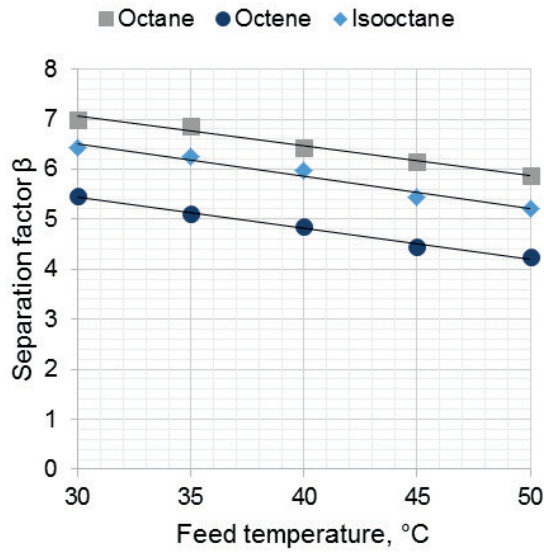 Octane Octene Isooctane
8
7
6
5
4
3
2
1
0
Separation factor β
30 35 40 45 50
Feed temperature, °C